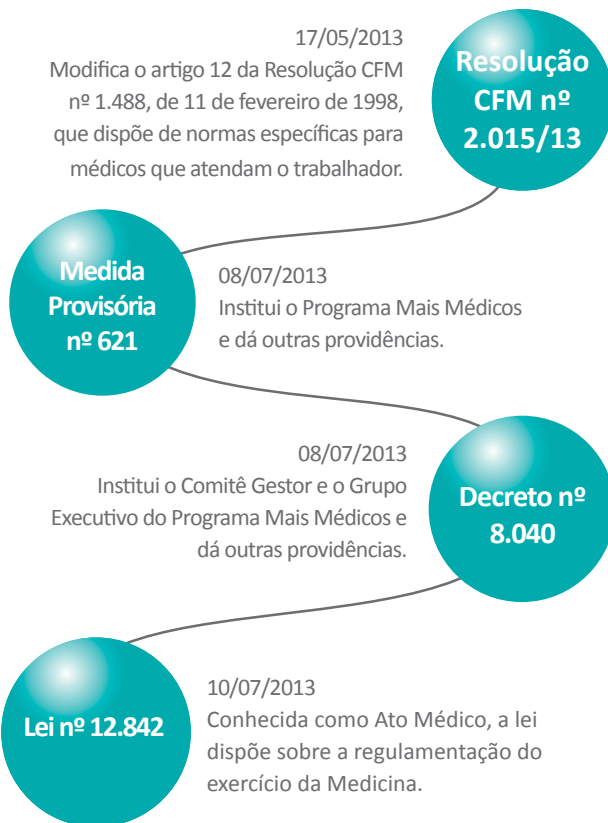 17/05/2013
Modifica o artigo 12 da Resolução CFM
nº 1.488, de 11 de fevereiro de 1998,
que dispõe de normas específicas para
médicos que atendam o trabalhador.
Resolução
CFM nº
2.015/13
Medida
Provisória
nº 621
08/07/2013
Institui o Programa Mais Médicos
e dá outras providências.
08/07/2013
Institui o Comitê Gestor e o Grupo
Executivo do Programa Mais Médicos e
dá outras providências.
Decreto nº
8.040
Lei nº 12.842
10/07/2013
Conhecida como Ato Médico, a lei
dispõe sobre a regulamentação do
exercício da Medicina.